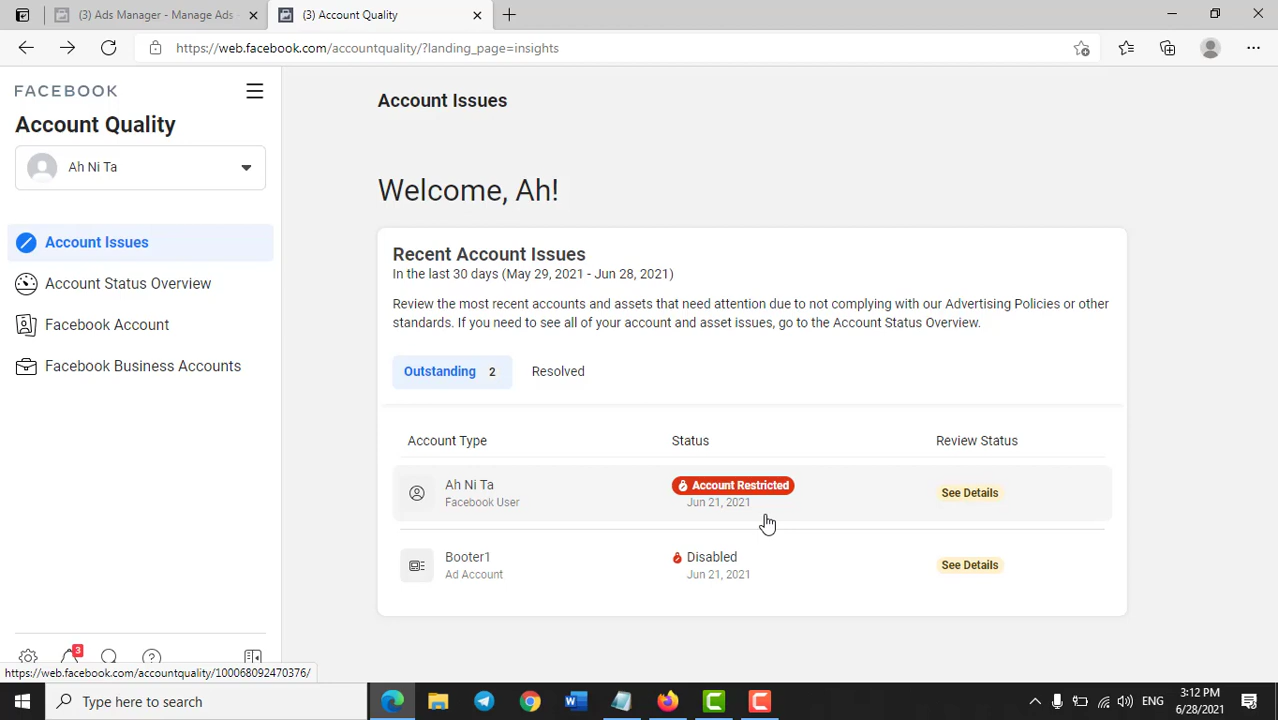 (3) Ads Manager - Manage Ads -
(3) Account Quality
https://web.facebook.com/accountquality/?landing_page=insights
FACEBOOK
Account Quality
Ah Ni Ta
Account Issues
Account Status Overview
Facebook Account
Facebook Business Accounts
3
https://web.facebook.com/accountquality/100068092470376/
Account Issues
Welcome, Ah!
Recent Account Issues
In the last 30 days (May 29, 2021 - Jun 28, 2021)
Review the most recent accounts and assets that need attention due to not complying with our Advertising Policies or other
standards. If you need to see all of your account and asset issues, go to the Account Status Overview.
Outstanding 2 Resolved
Account Type Status Review Status
Ah Ni Ta Account Restricted See Details
Facebook User Jun 21, 2021
Booter1 Disabled See Details
Ad Account Jun 21, 2021
Type here to search
ENG
3:12 PM
6/28/2021